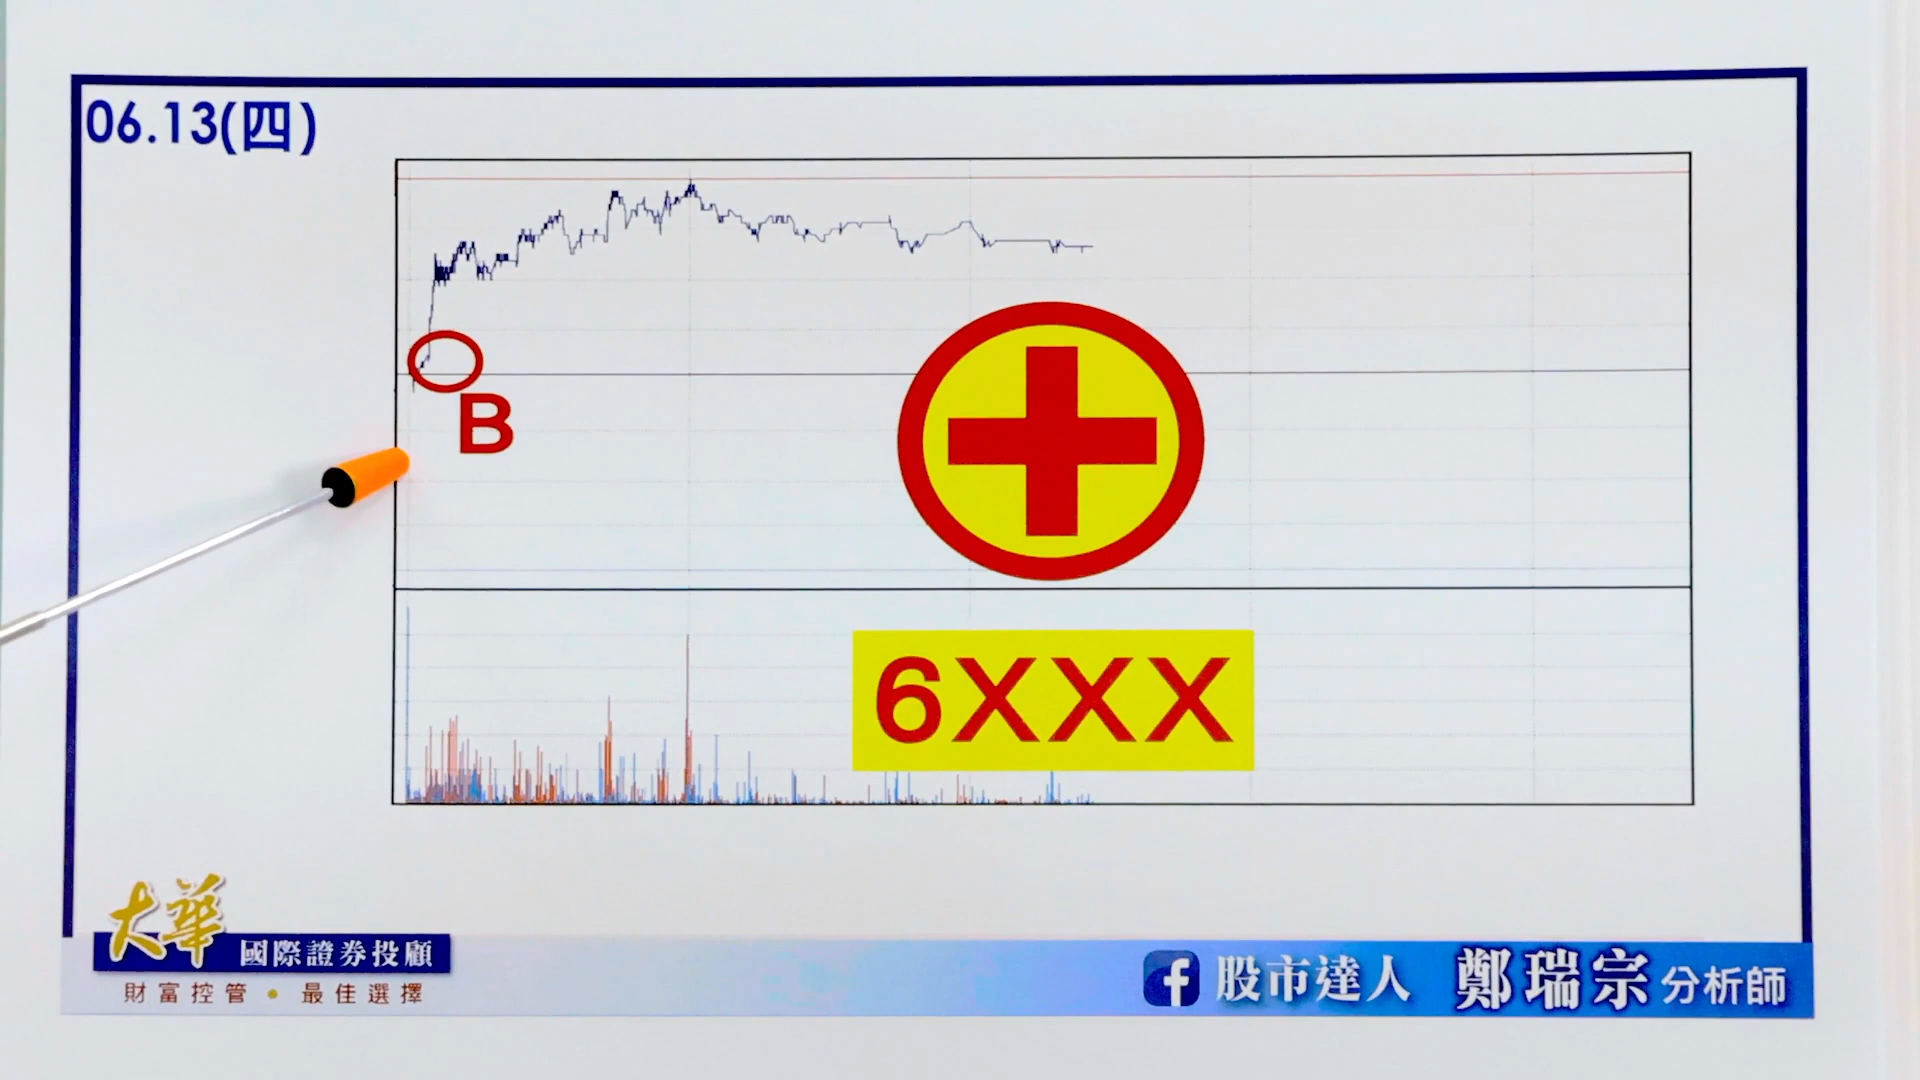 06.13(四)
B
6XXX
大華
國際證券投顧
財富控管 • 最佳選擇
股市達人 鄭瑞宗 分析師